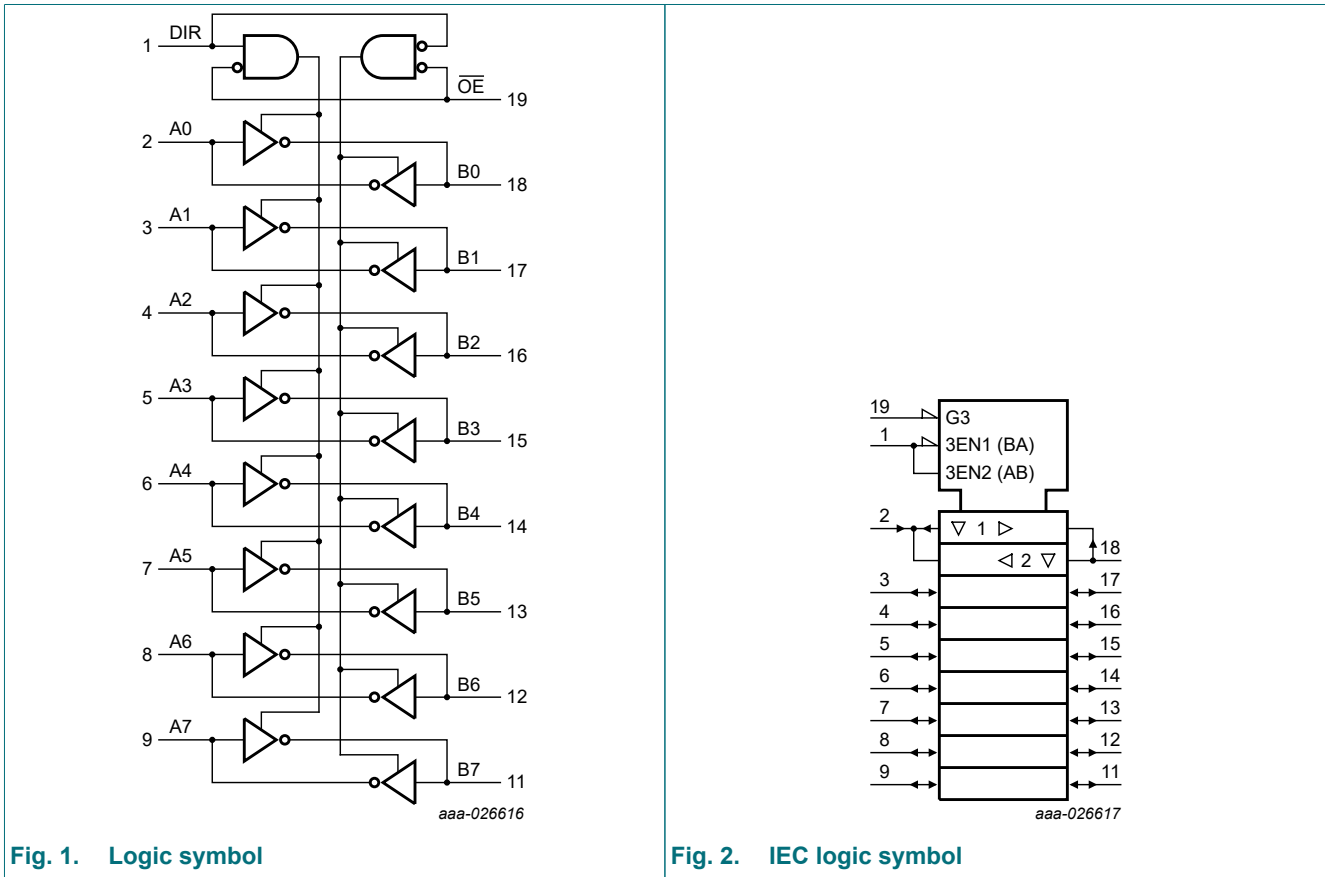 DIR
1
OE
19
A0
2
B0
18
A1
3
B1
17
A2
4
B2
16
A3
5
B3
15
A4
6
B4
14
A5
7
B5
13
A6
8
B6
12
A7
9
B7
11
aaa-026616
Fig. 1. Logic symbol
19
G3
1
3EN1 (BA)
3EN2 (AB)
2
1
18
2
3
17
4
16
5
15
6
14
7
13
8
12
9
11
aaa-026617
Fig. 2. IEC logic symbol